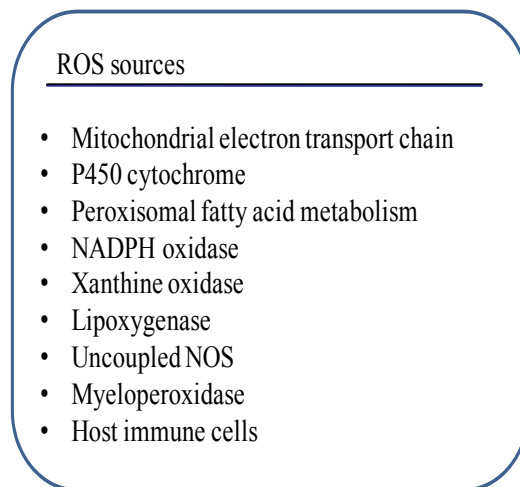 ROS sources
• Mitochondrial electron transport chain
• P450 cytochrome
• Peroxisomal fatty acid metabolism
• NADPH oxidase
• Xanthine oxidase
• Lipoxygenase
• Uncoupled NOS
• Myeloperoxidase
• Host immune cells